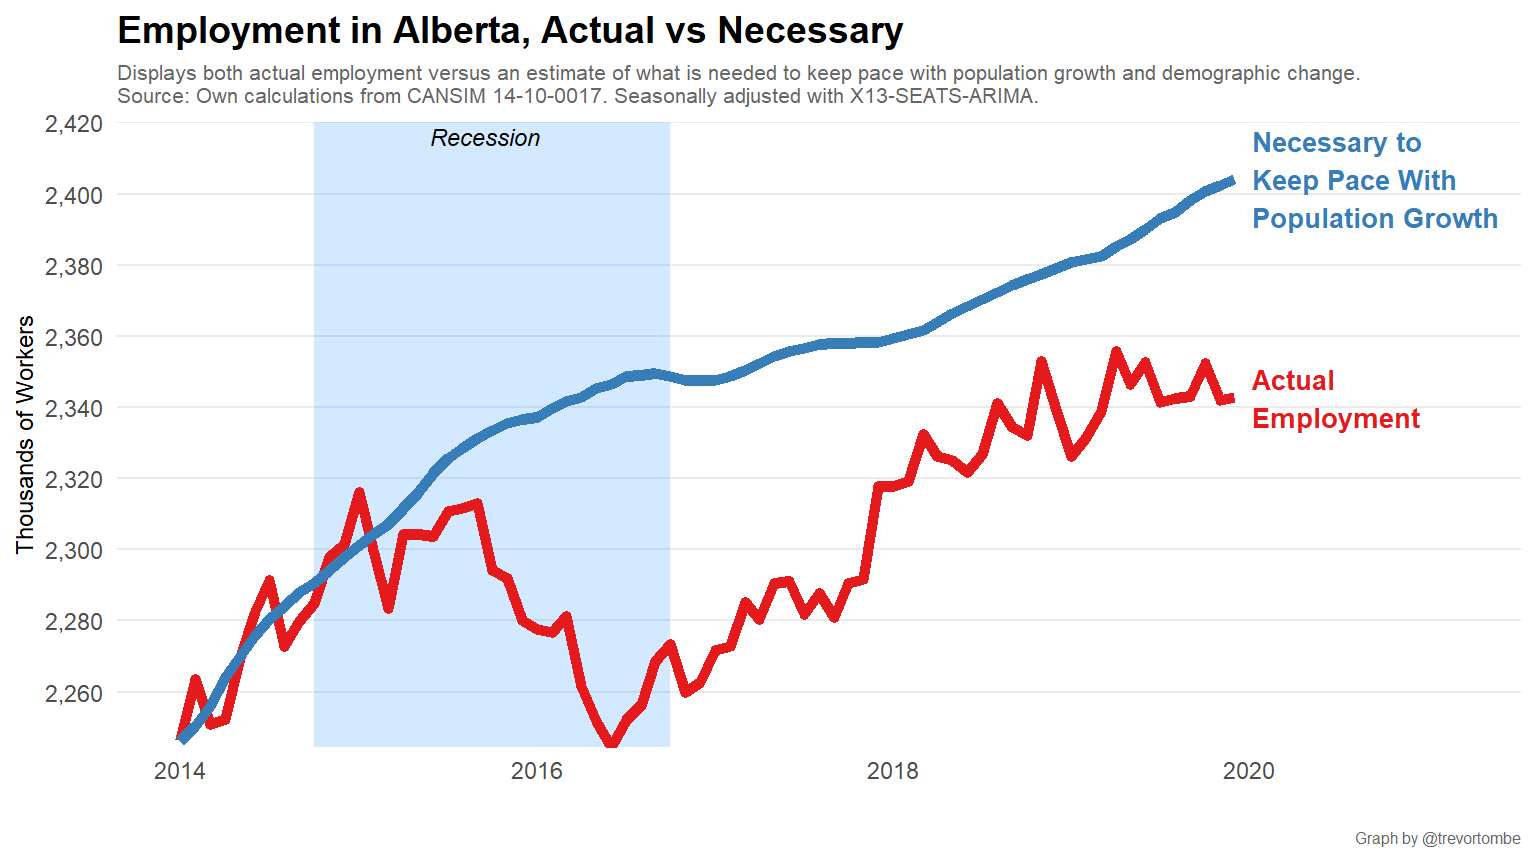 Employment in Alberta, Actual vs Necessary
Displays both actual employment versus an estimate of what is needed to keep pace with population growth and demographic change.
Source: Own calculations from CANSIM 14-10-0017. Seasonally adjusted with X13-SEATS-ARIMA.
Thousands of Workers
2,420
2,400
2,380
2,360
2,340
2,320
2,300
2,280
2,260
Recession
Necessary to
Keep Pace With
Population Growth
Actual
Employment
2014
2016
2018
2020
Graph by @trevortombe